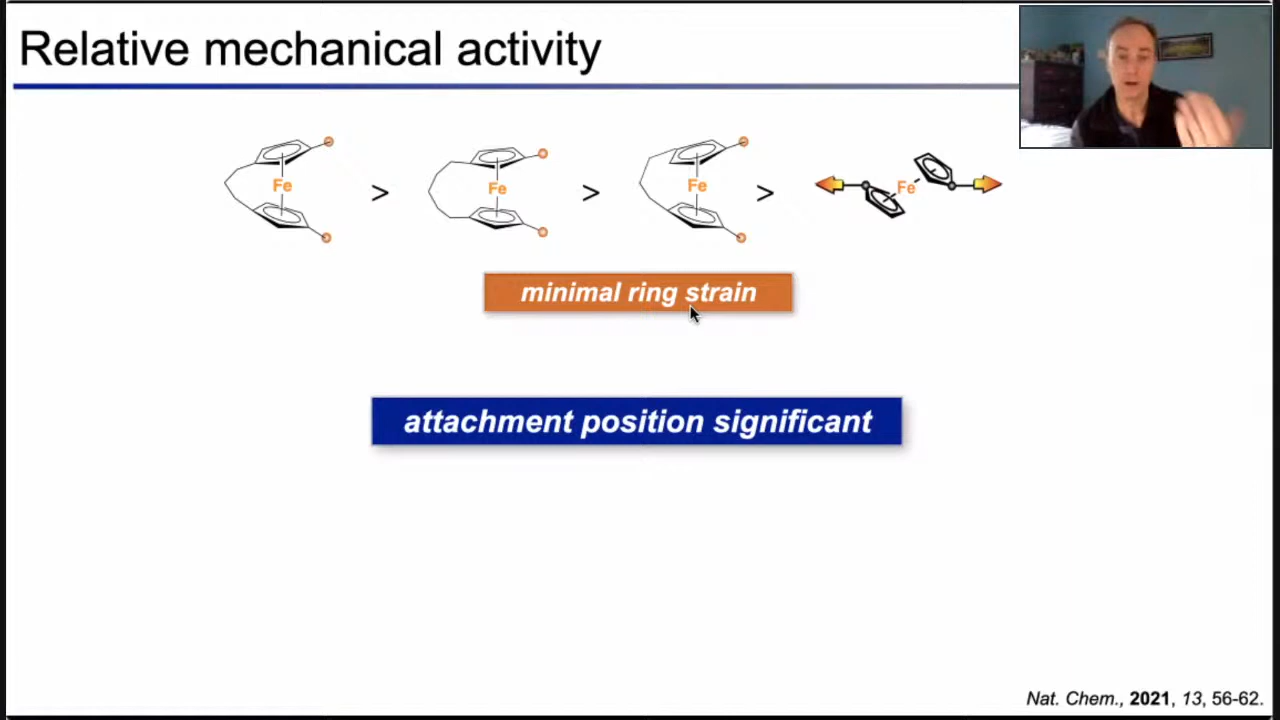 Relative mechanical activity
Fe > Fe > Fe > Fe
minimal ring strain
attachment position significant
Nat. Chem., 2021, 13, 56-62.